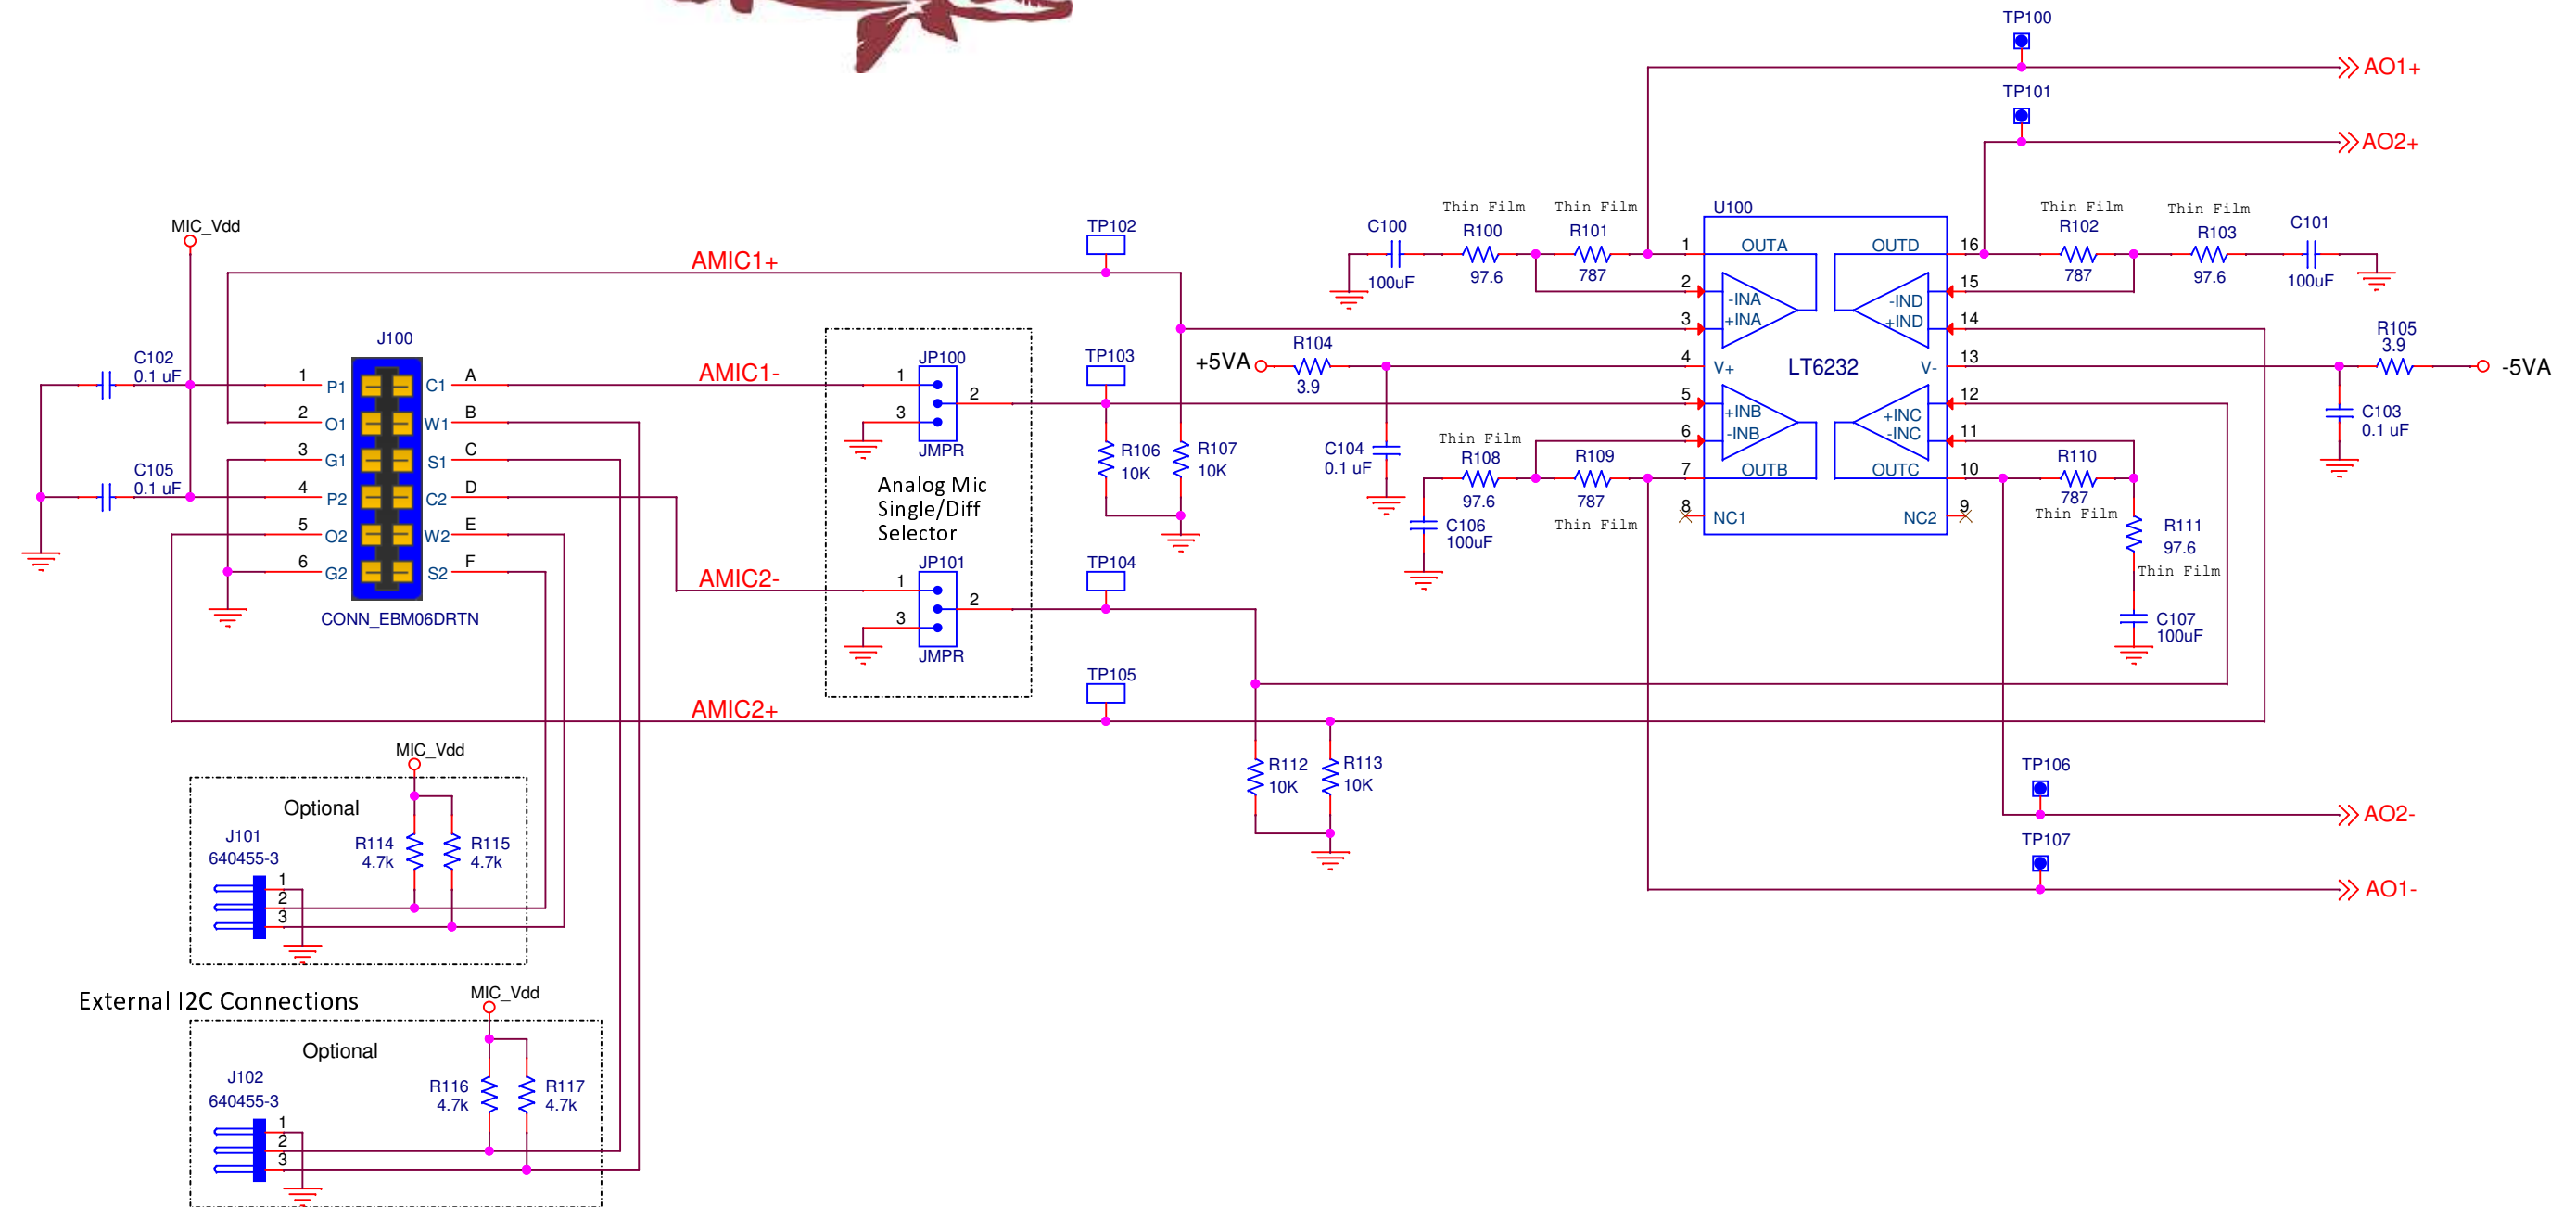 TP100
AO1+
TP101
AO2+
MIC_Vdd
AMIC1+
TP102
C100
100uF
Thin Film
R100
97.6
Thin Film
R101
787
U100
1
OUTA
2
-INA
3
+INA
4
V+
5
+INB
6
-INB
7
OUTB
8
NC1
LT6232
OUTD
16
-IND
15
+IND
14
V-
13
+INC
12
-INC
11
OUTC
10
NC2
9
Thin Film
R102
787
Thin Film
R103
97.6
C101
100uF
R105
3.9
-5VA
C103
0.1 uF
+5VA
R104
3.9
C104
0.1 uF
Thin Film
R108
97.6
R109
787
Thin Film
C106
100uF
R110
787
Thin Film
R111
97.6
Thin Film
C107
100uF
C102
0.1 uF
C105
0.1 uF
J100
1
P1
2
O1
3
G1
4
P2
5
O2
6
G2
C1
A
W1
B
S1
C
C2
D
W2
E
S2
F
CONN_EBM06DRTN
AMIC1-
JP100
1
2
3
JMPR
Analog Mic
Single/Diff
Selector
TP103
R106
10K
R107
10K
AMIC2-
JP101
1
2
3
JMPR
TP104
AMIC2+
TP105
R112
10K
R113
10K
TP106
AO2-
TP107
AO1-
MIC_Vdd
Optional
J101
640455-3
1
2
3
R114
4.7k
R115
4.7k
External I2C Connections
MIC_Vdd
Optional
J102
640455-3
1
2
3
R116
4.7k
R117
4.7k